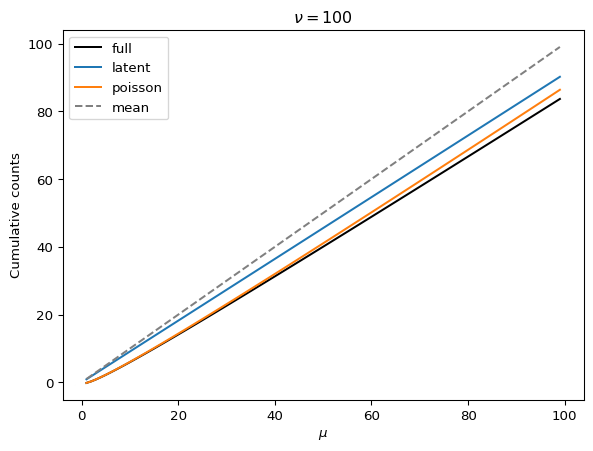 ν = 100
full
latent
poisson
mean
Cumulative counts
100
80
60
40
20
0
0 20 40 60 80 100
μ